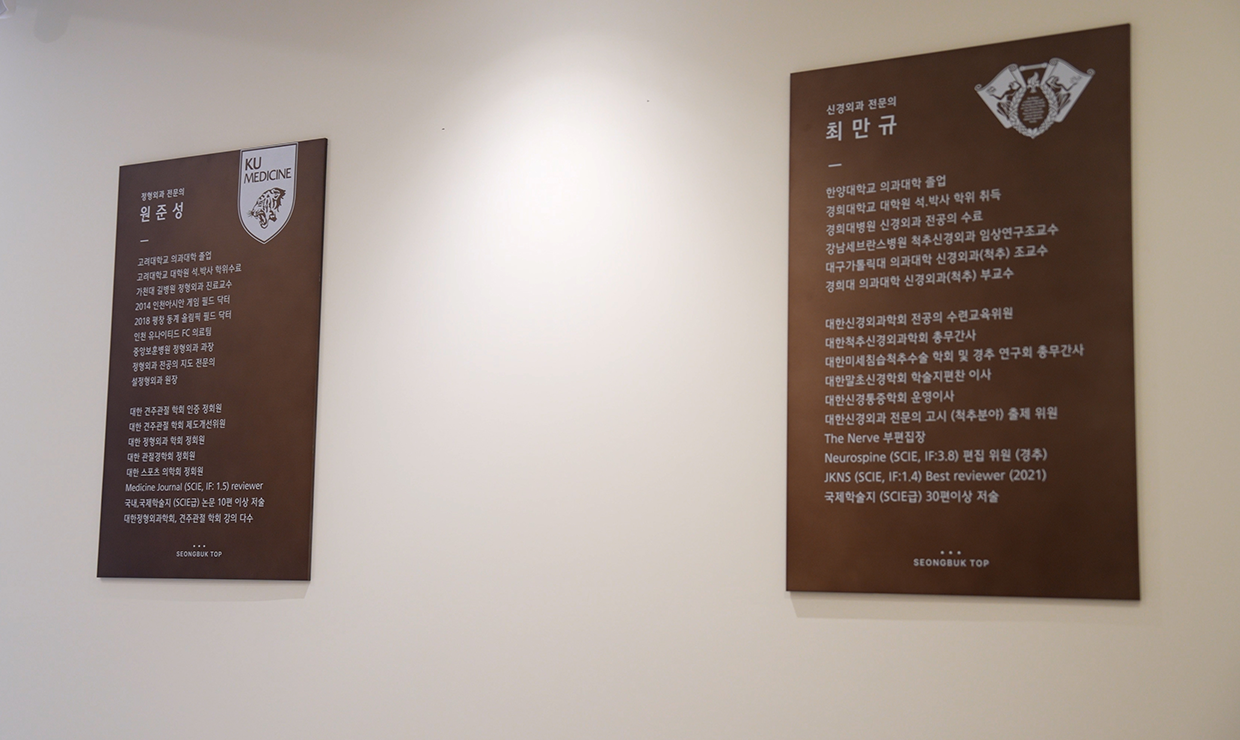 KU
MEDICINE
정형외과 전문의
원준성
고려대학교 의과대학 졸업
고려대학교 대학원 석.박사 학위수료
가천대 길병원 정형외과 진료교수
2014 인천아시안 게임 필드 닥터
2018 평창 동계 올림픽 필드 닥터
인천 유나이티드 FC 의료팀
중앙보훈병원 정형외과 과장
정형외과 전공의 지도 전문의
설정형외과 원장
대한 견주관절 학회 인증 정회원
대한 견주관절 학회 제도개선위원
대한 정형외과 학회 정회원
대한 관절경학회 정회원
대한 스포츠 의학회 정회원
Medicine Journal (SCIE, IF: 1.5) reviewer
국내,국제학술지 (SCIE급) 논문 10편 이상 저술
대한정형외과학회, 견주관절 학회 강의 다수
SEONGBUK TOP
신경외과 전문의
최만규
한양대학교 의과대학 졸업
경희대학교 대학원 석.박사 학위 취득
경희대병원 신경외과 전공의 수료
강남세브란스병원 척추신경외과 임상연구조교수
대구가톨릭대 의과대학 신경외과(척추) 조교수
경희대 의과대학 신경외과(척추) 부교수
대한신경외과학회 전공의 수련교육위원
대한척추신경외과학회 총무간사
대한미세침습척추수술 학회 및 경추 연구회 총무간사
대한말초신경학회 학술지편찬 이사
대한신경통증학회 운영이사
대한신경외과 전문의 고시 (척추분야) 출제 위원
The Nerve 부편집장
Neurospine (SCIE, IF:3.8) 편집 위원 (경추)
JKNS (SCIE, IF:1.4) Best reviewer (2021)
국제학술지 (SCIE급) 30편이상 저술
SEONGBUK TOP